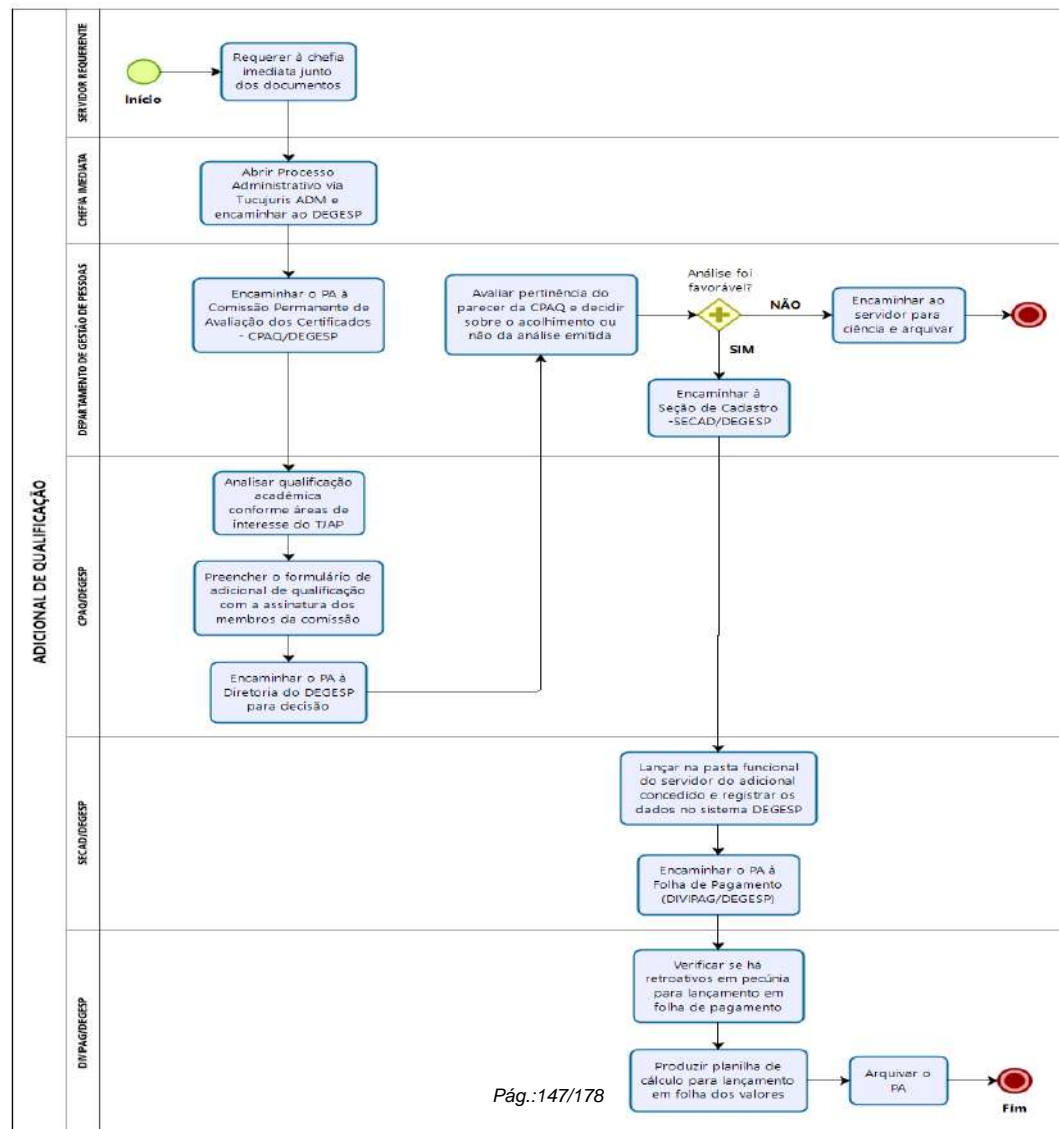 ADICIONAL DE QUALIFICAÇÃO
SERVIDOR REQUERENTE
Início
Requerer à chefia
imediata junto
dos documentos
CHEFIA IMEDIATA
Abrir Processo
Administrativo via
Tucujuris ADM e
encaminhar ao DEGESP
DEPARTAMENTO DE GESTÃO DE PESSOAS
Encaminhar o PA à
Comissão Permanente de
Avaliação dos Certificados
- CPAQ/DEGESP
Avaliar pertinência do
parecer da CPAQ e decidir
sobre o acolhimento ou
não da análise emitida
Análise foi
favorável?
NÃO
Encaminhar ao
servidor para
ciência e arquivar
SIM
Encaminhar à
Seção de Cadastro
-SECAD/DEGESP
CPAQ/DEGESP
Analisar qualificação
acadêmica
conforme áreas de
interesse do TJAP
Preencher o formulário de
adicional de qualificação
com a assinatura dos
membros da comissão
Encaminhar o PA à
Diretoria do DEGESP
para decisão
SECAD/DEGESP
Lançar na pasta funcional
do servidor do adicional
concedido e registrar os
dados no sistema DEGESP
Encaminhar o PA à
Folha de Pagamento
(DIVIPAG/DEGESP)
DIVIPAG/DEGESP
Verificar se há
retroativos em pecúnia
para lançamento em
folha de pagamento
Produzir planilha de
cálculo para lançamento
em folha dos valores
Arquivar o
PA
Fim
Pág.:147/178